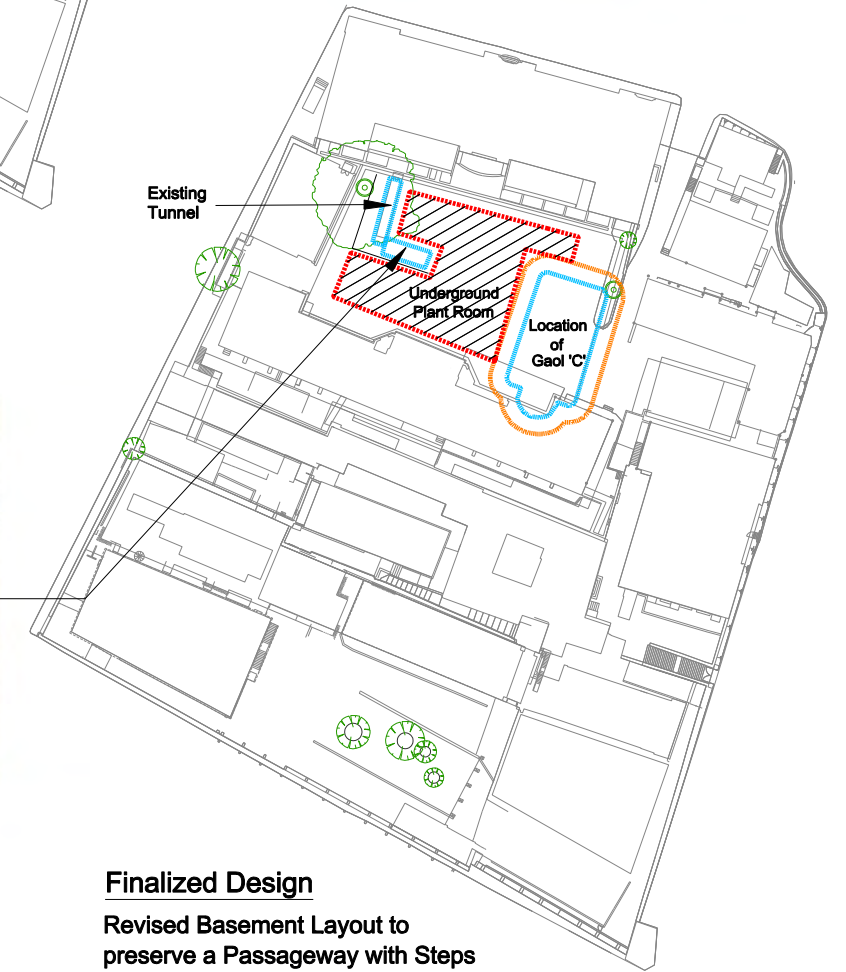 Existing
Tunnel
Underground
Plant Room
Location
of
Gaol 'C'
Finalized Design
Revised Basement Layout to
preserve a Passageway with Steps